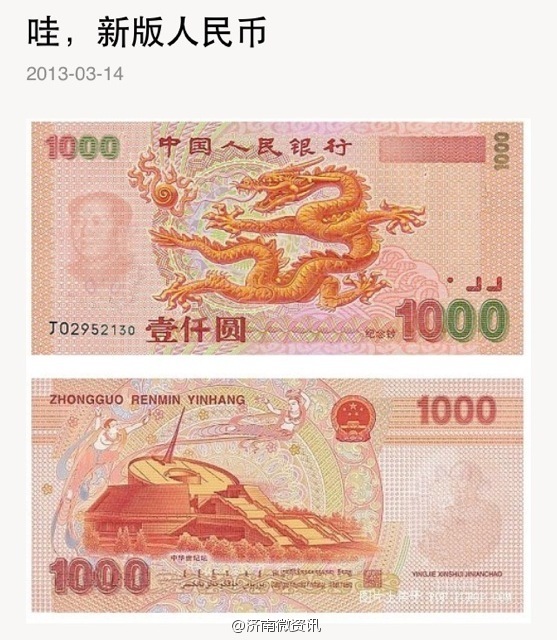 哇，新版人民币
2013-03-14
1000
中国人民银行
1000
J02952130
壹仟圆
纪念钞
1000
ZHONGGUO RENMIN YINHANG
1000
中华世纪坛
1000
YINGJIE XINSHIJI JINIANCHAO
@济南微资讯